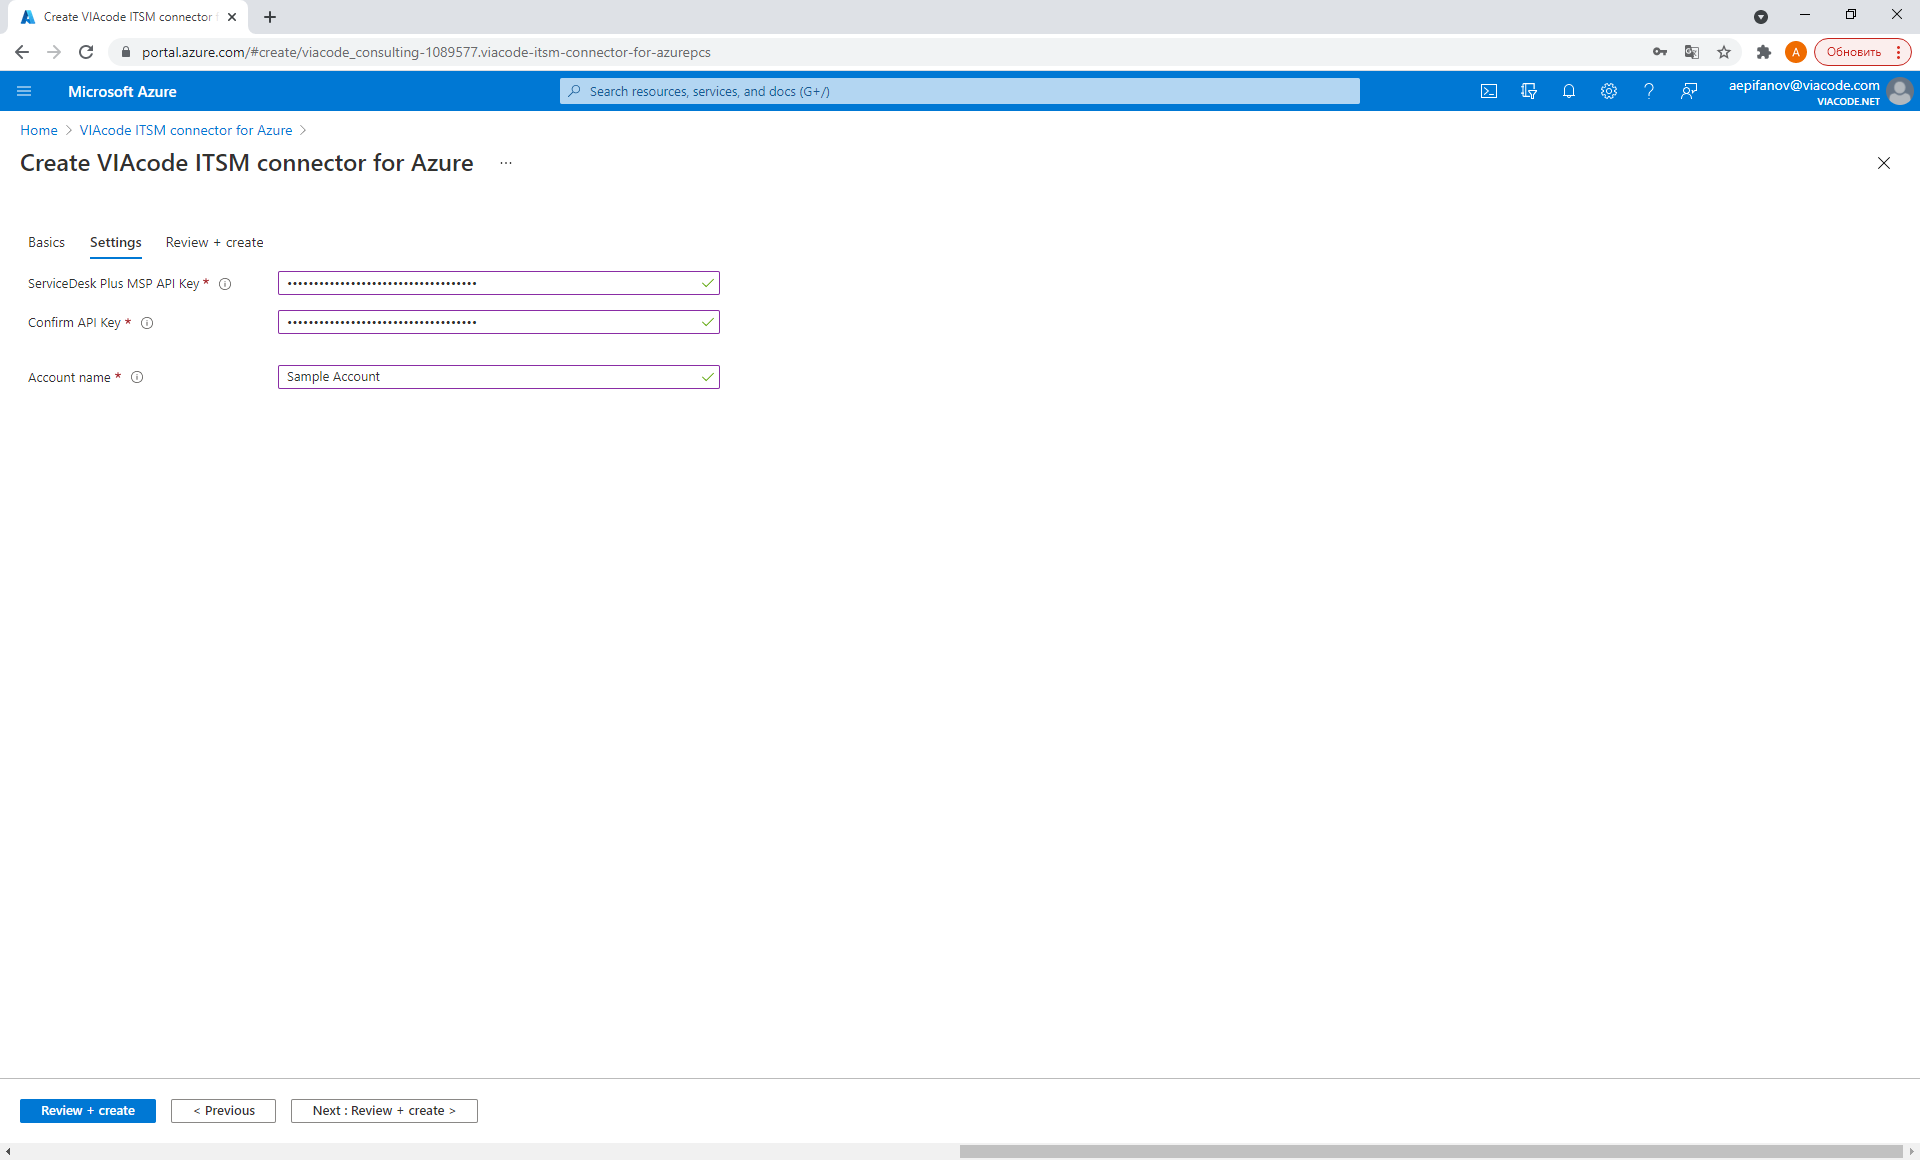 Create VIAcode ITSM connector f
portal.azure.com/#create/viacode_consulting-1089577.viacode-itsm-connector-for-azurepcs
A
Обновить
Microsoft Azure
Search resources, services, and docs (G+/)
aepifanov@viacode.com
VIACODE.NET
Home > VIAcode ITSM connector for Azure >
Create VIAcode ITSM connector for Azure ...
Basics Settings Review + create
ServiceDesk Plus MSP API Key *
Confirm API Key *
Account name * Sample Account
Review + create < Previous Next : Review + create >